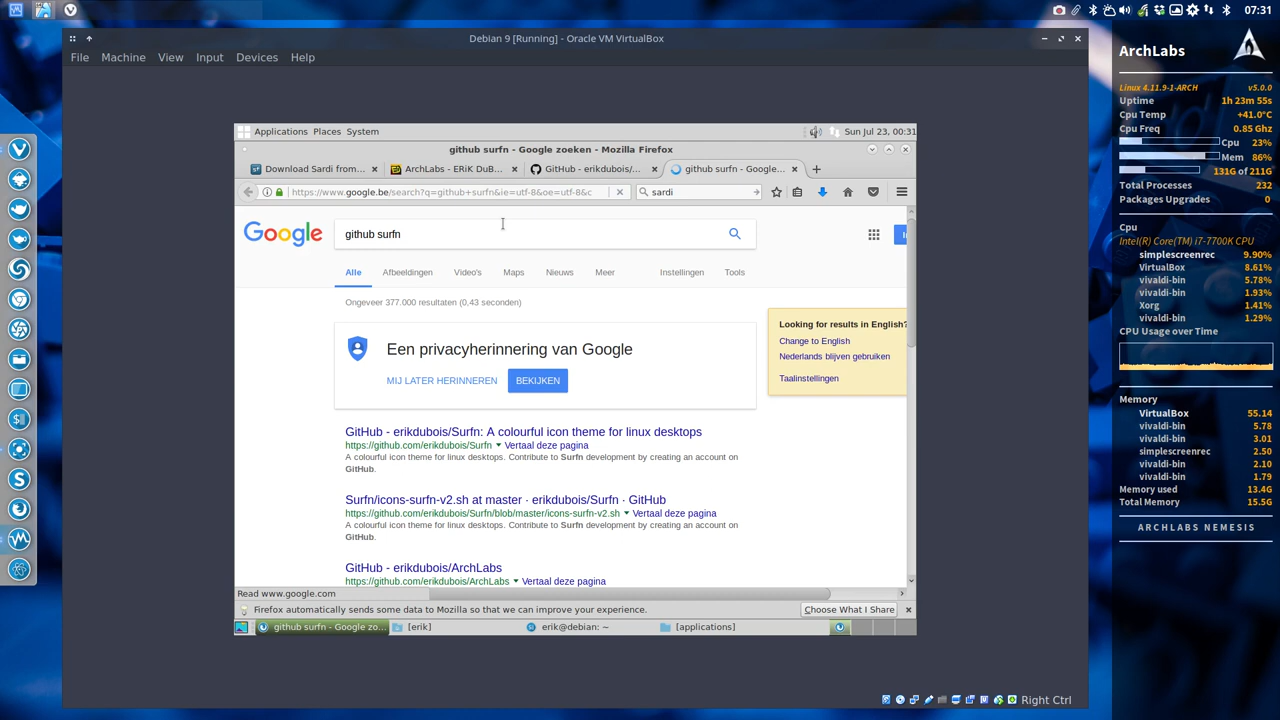 07:31
Debian 9 [Running] - Oracle VM VirtualBox
File Machine View Input Devices Help
Applications Places System
Sun Jul 23, 00:31
github surfn - Google zoeken - Mozilla Firefox
Download Sardi from...
ArchLabs - ERiK DuB...
GitHub - erikdubois/...
github surfn - Google...
https://www.google.be/search?q=github+surfn&ie=utf-8&oe=utf-8&c
sardi
Google
github surfn
Alle Afbeeldingen Video's Maps Nieuws Meer Instellingen Tools
Ongeveer 377.000 resultaten (0,43 seconden)
Een privacyherinnering van Google
MIJ LATER HERINNEREN BEKIJKEN
Looking for results in English?
Change to English
Nederlands blijven gebruiken
Taalinstellingen
GitHub - erikdubois/Surfn: A colourful icon theme for linux desktops
https://github.com/erikdubois/Surfn Vertaal deze pagina
A colourful icon theme for linux desktops. Contribute to Surfn development by creating an account on
GitHub.
Surfn/icons-surfn-v2.sh at master · erikdubois/Surfn · GitHub
https://github.com/erikdubois/Surfn/blob/master/icons-surfn-v2.sh Vertaal deze pagina
A colourful icon theme for linux desktops. Contribute to Surfn development by creating an account on
GitHub.
GitHub - erikdubois/ArchLabs
https://github.com/erikdubois/ArchLabs Vertaal deze pagina
Read www.google.com
Firefox automatically sends some data to Mozilla so that we can improve your experience.
Choose What I Share
github surfn - Google zo...
[erik]
erik@debian: ~
[applications]
Right Ctrl
ArchLabs
Linux 4.11.9-1-ARCH v5.0.0
Uptime 1h 23m 55s
Cpu Temp +41.0°C
Cpu Freq 0.85 Ghz
Cpu 23%
Mem 86%
131G of 211G
Total Processes 232
Packages Upgrades 0
Cpu
Intel(R) Core(TM) i7-7700K CPU
simplescreenrec 9.90%
VirtualBox 8.61%
vivaldi-bin 5.78%
vivaldi-bin 1.93%
Xorg 1.41%
vivaldi-bin 1.29%
CPU Usage over Time
Memory
VirtualBox 55.14
vivaldi-bin 5.78
vivaldi-bin 3.01
simplescreenrec 2.50
vivaldi-bin 2.10
vivaldi-bin 1.79
Memory used 13.4G
Total Memory 15.5G
ARCHLABS NEMESIS